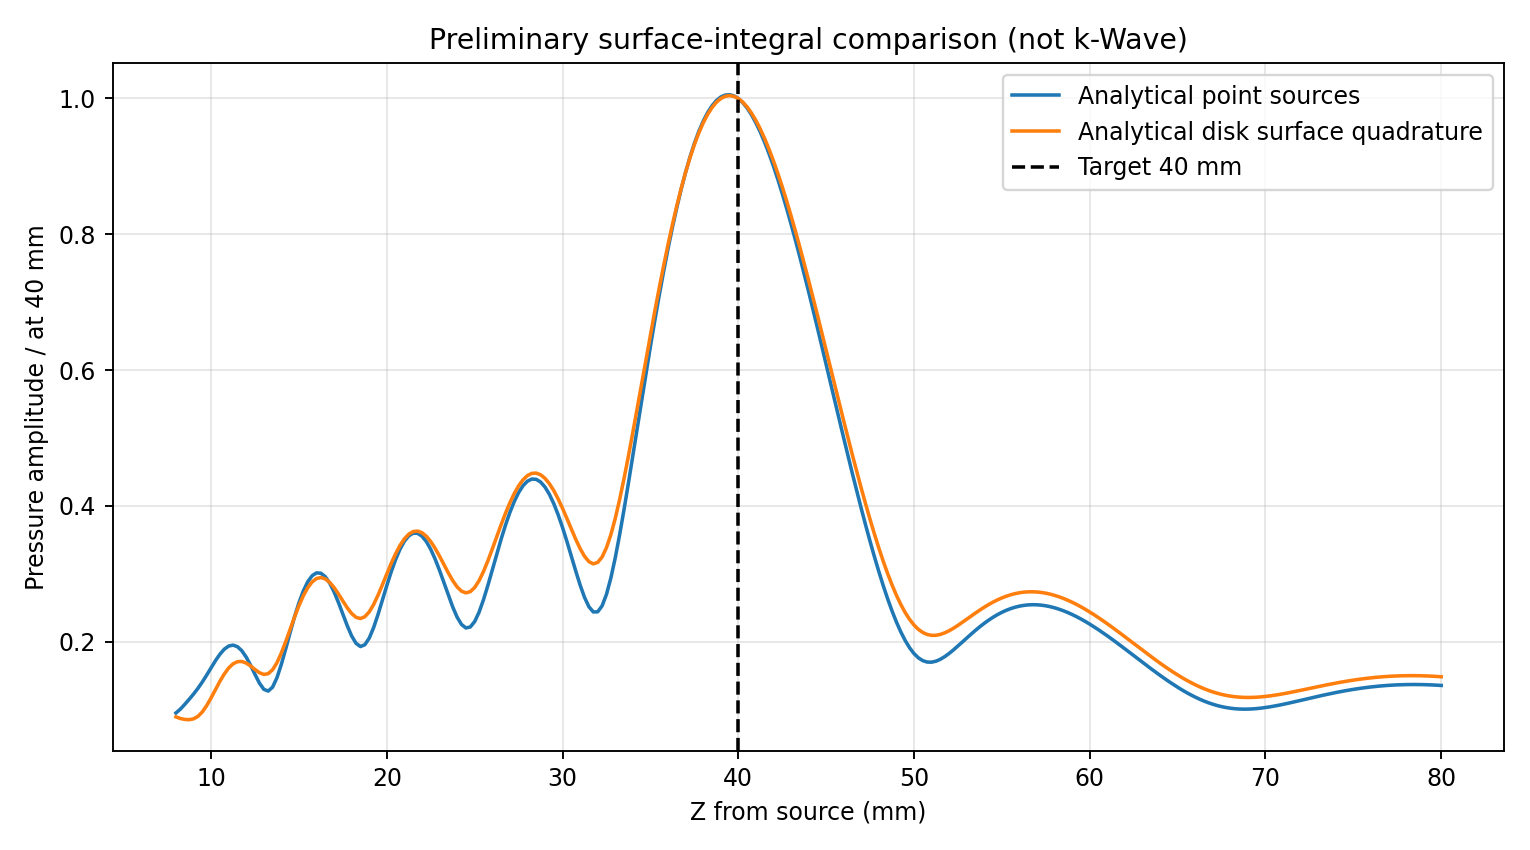 Preliminary surface-integral comparison (not k-Wave)
Analytical point sources
Analytical disk surface quadrature
Target 40 mm
Pressure amplitude / at 40 mm
1.0
0.8
0.6
0.4
0.2
10 20 30 40 50 60 70 80
Z from source (mm)